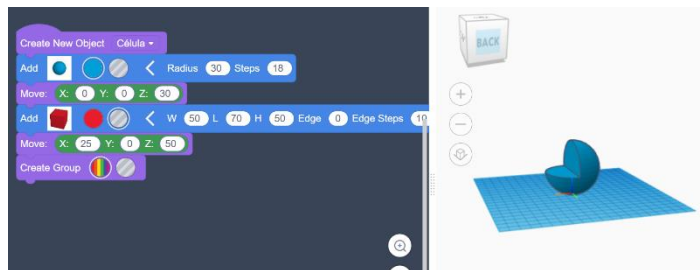 Create New Object Célula
Add Radius 30 Steps 18
Move: X: 0 Y: 0 Z: 30
Add W 50 L 70 H 50 Edge 0 Edge Steps 10
Move: X: 25 Y: 0 Z: 50
Create Group
BACK